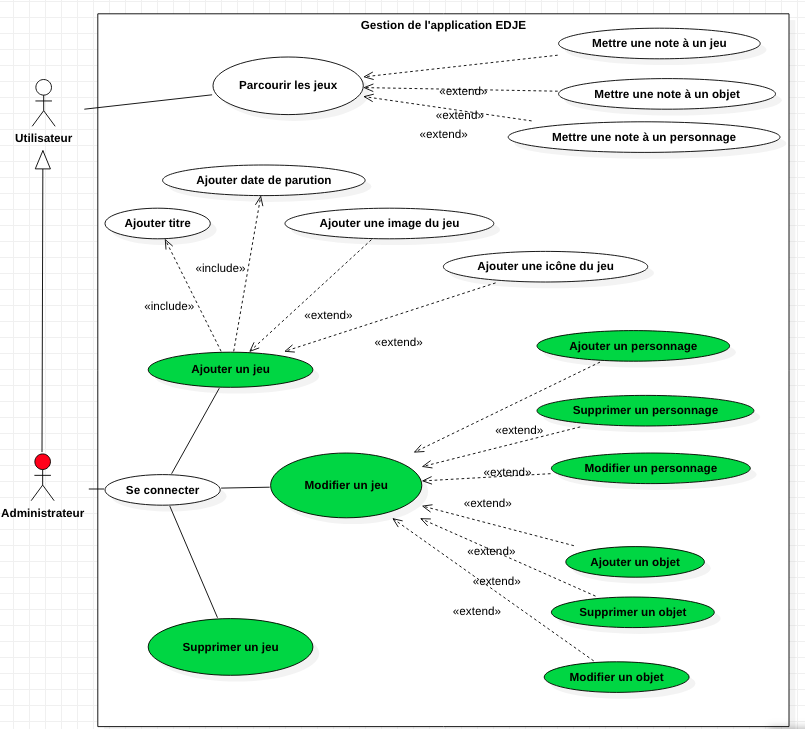 Gestion de l'application EDJE
Mettre une note à un jeu
Parcourir les jeux
«extend»
Mettre une note à un objet
«extend»
Utilisateur
«extend»
Mettre une note à un personnage
Ajouter date de parution
Ajouter titre
Ajouter une image du jeu
«include»
Ajouter une icône du jeu
«include»
«extend»
«extend»
Ajouter un personnage
Ajouter un jeu
Supprimer un personnage
«extend»
Modifier un personnage
«extend»
Se connecter
Modifier un jeu
«extend»
Administrateur
«extend»
Ajouter un objet
«extend»
«extend»
Supprimer un objet
Supprimer un jeu
Modifier un objet